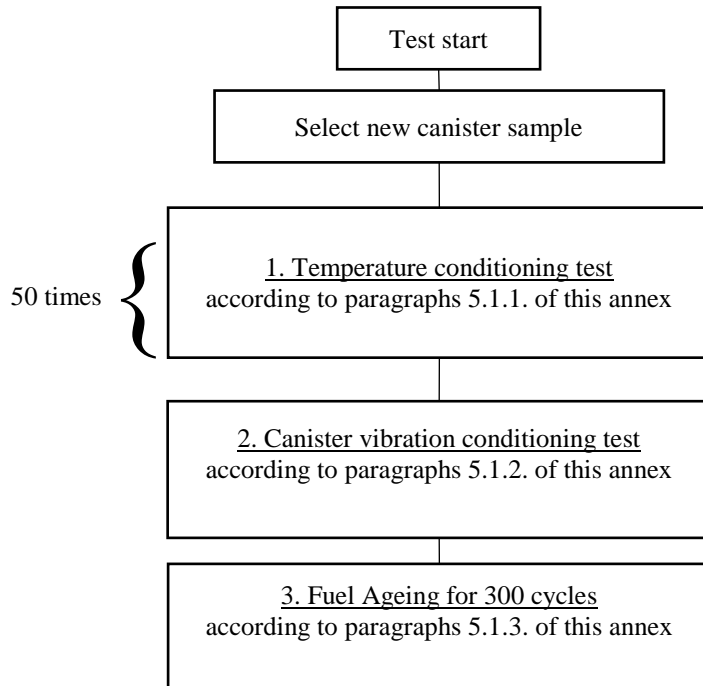 Test start
Select new canister sample
50 times
1. Temperature conditioning test
according to paragraphs 5.1.1. of this annex
2. Canister vibration conditioning test
according to paragraphs 5.1.2. of this annex
3. Fuel Ageing for 300 cycles
according to paragraphs 5.1.3. of this annex